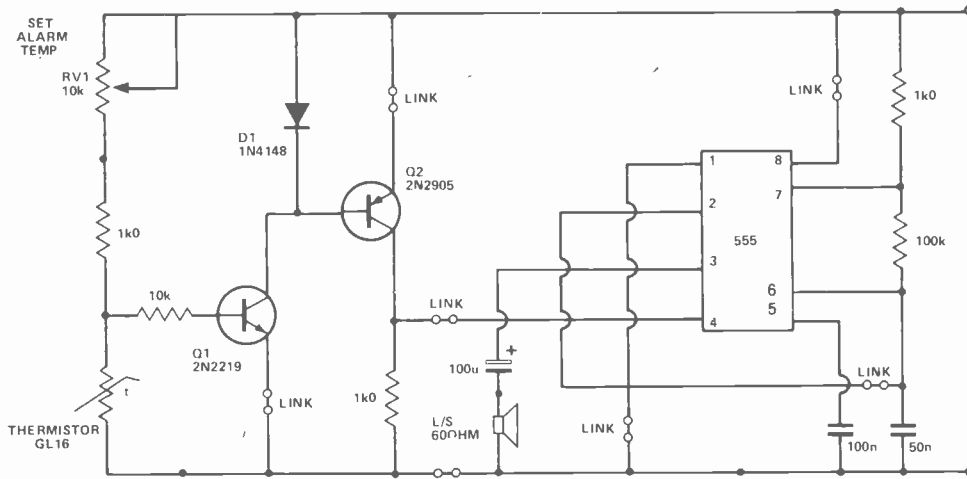 SET
ALARM
TEMP
RV1
10k
1k0
10k
THERMISTOR
GL16
t
D1
1N4148
LINK
Q2
2N2905
Q1
2N2219
LINK
LINK
1k0
100u
+
L/S
60OHM
LINK
1
2
3
4
555
8
7
6
5
LINK
1k0
100k
LINK
100n
50n